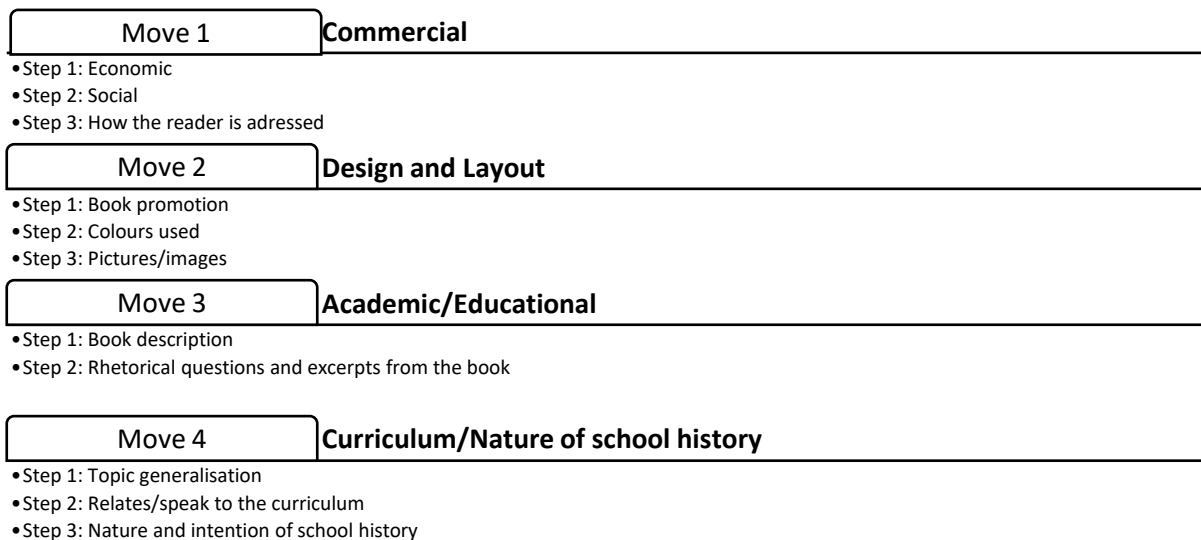 Move 1 Commercial
•Step 1: Economic
•Step 2: Social
•Step 3: How the reader is adressed
Move 2 Design and Layout
•Step 1: Book promotion
•Step 2: Colours used
•Step 3: Pictures/images
Move 3 Academic/Educational
•Step 1: Book description
•Step 2: Rhetorical questions and excerpts from the book
Move 4 Curriculum/Nature of school history
•Step 1: Topic generalisation
•Step 2: Relates/speak to the curriculum
•Step 3: Nature and intention of school history